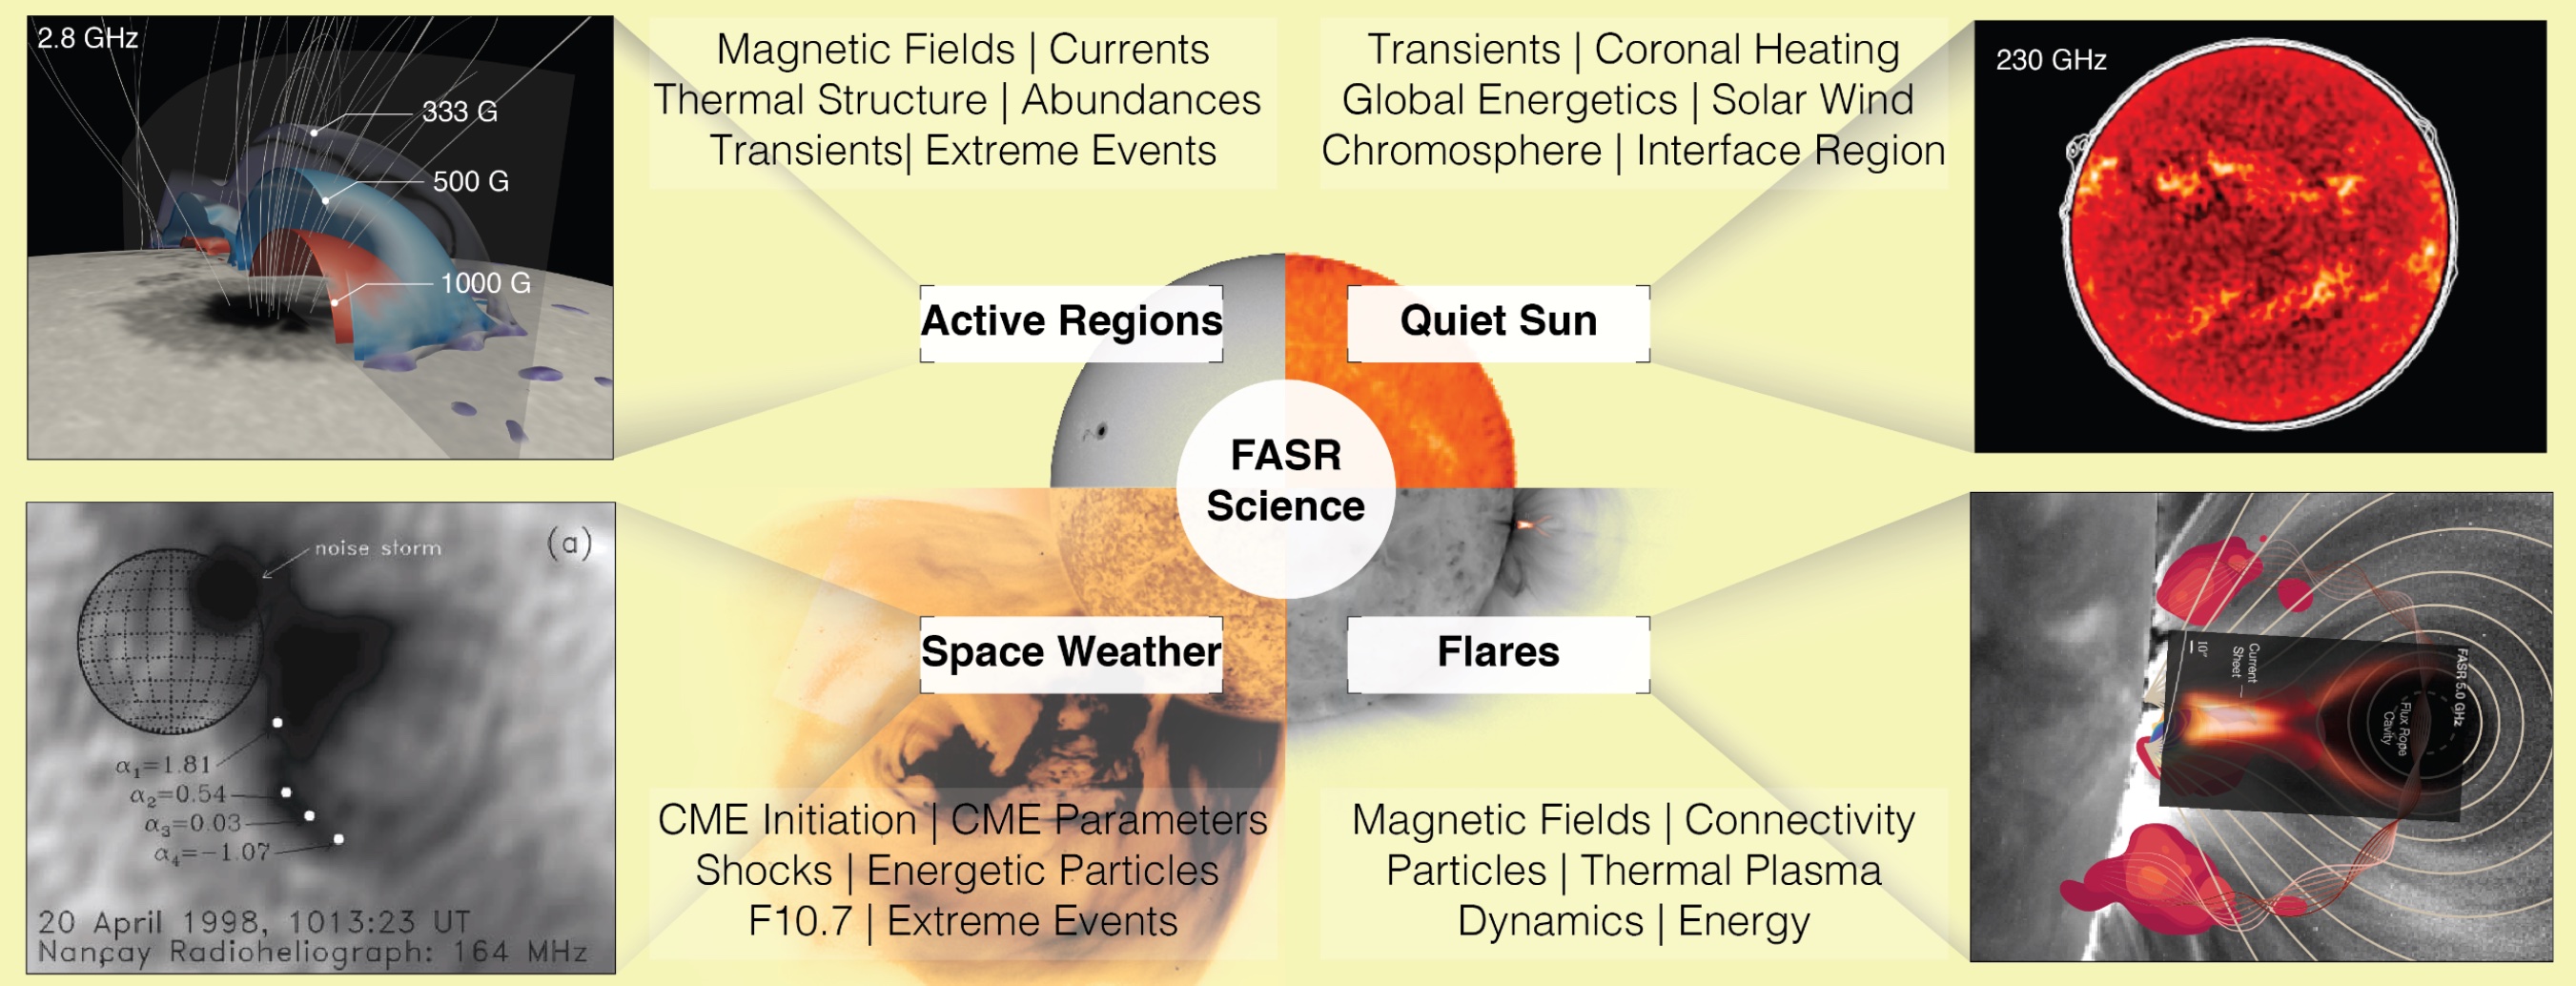 2.8 GHz
333 G
500 G
1000 G
Magnetic Fields | Currents
Thermal Structure | Abundances
Transients| Extreme Events
Transients | Coronal Heating
Global Energetics | Solar Wind
Chromosphere | Interface Region
230 GHz
Active Regions
Quiet Sun
FASR
Science
Space Weather
Flares
noise storm
(a)
α1=1.81
α2=0.54
α3=0.03
α4=−1.07
20 April 1998, 1013:23 UT
Nançay Radioheliograph: 164 MHz
CME Initiation | CME Parameters
Shocks | Energetic Particles
F10.7 | Extreme Events
Magnetic Fields | Connectivity
Particles | Thermal Plasma
Dynamics | Energy
10"
Current
Sheet
FASR 5.0 GHz
Flux Rope
Cavity